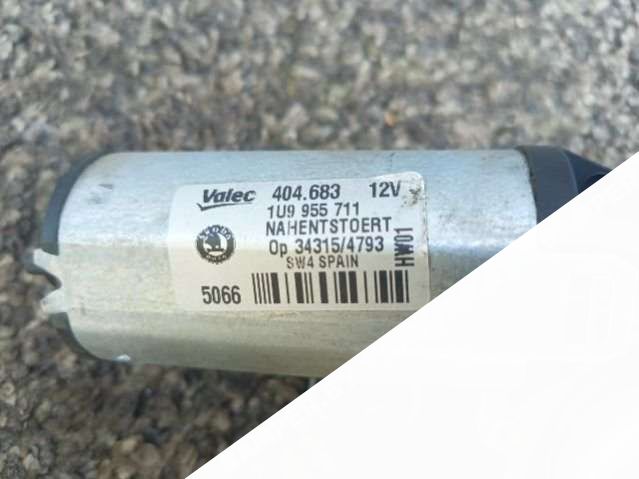 Valeo 404.683 12V
1U9 955 711
NAHENTSTOERT
Op 34315/4793
SW4 SPAIN
HW01
5066